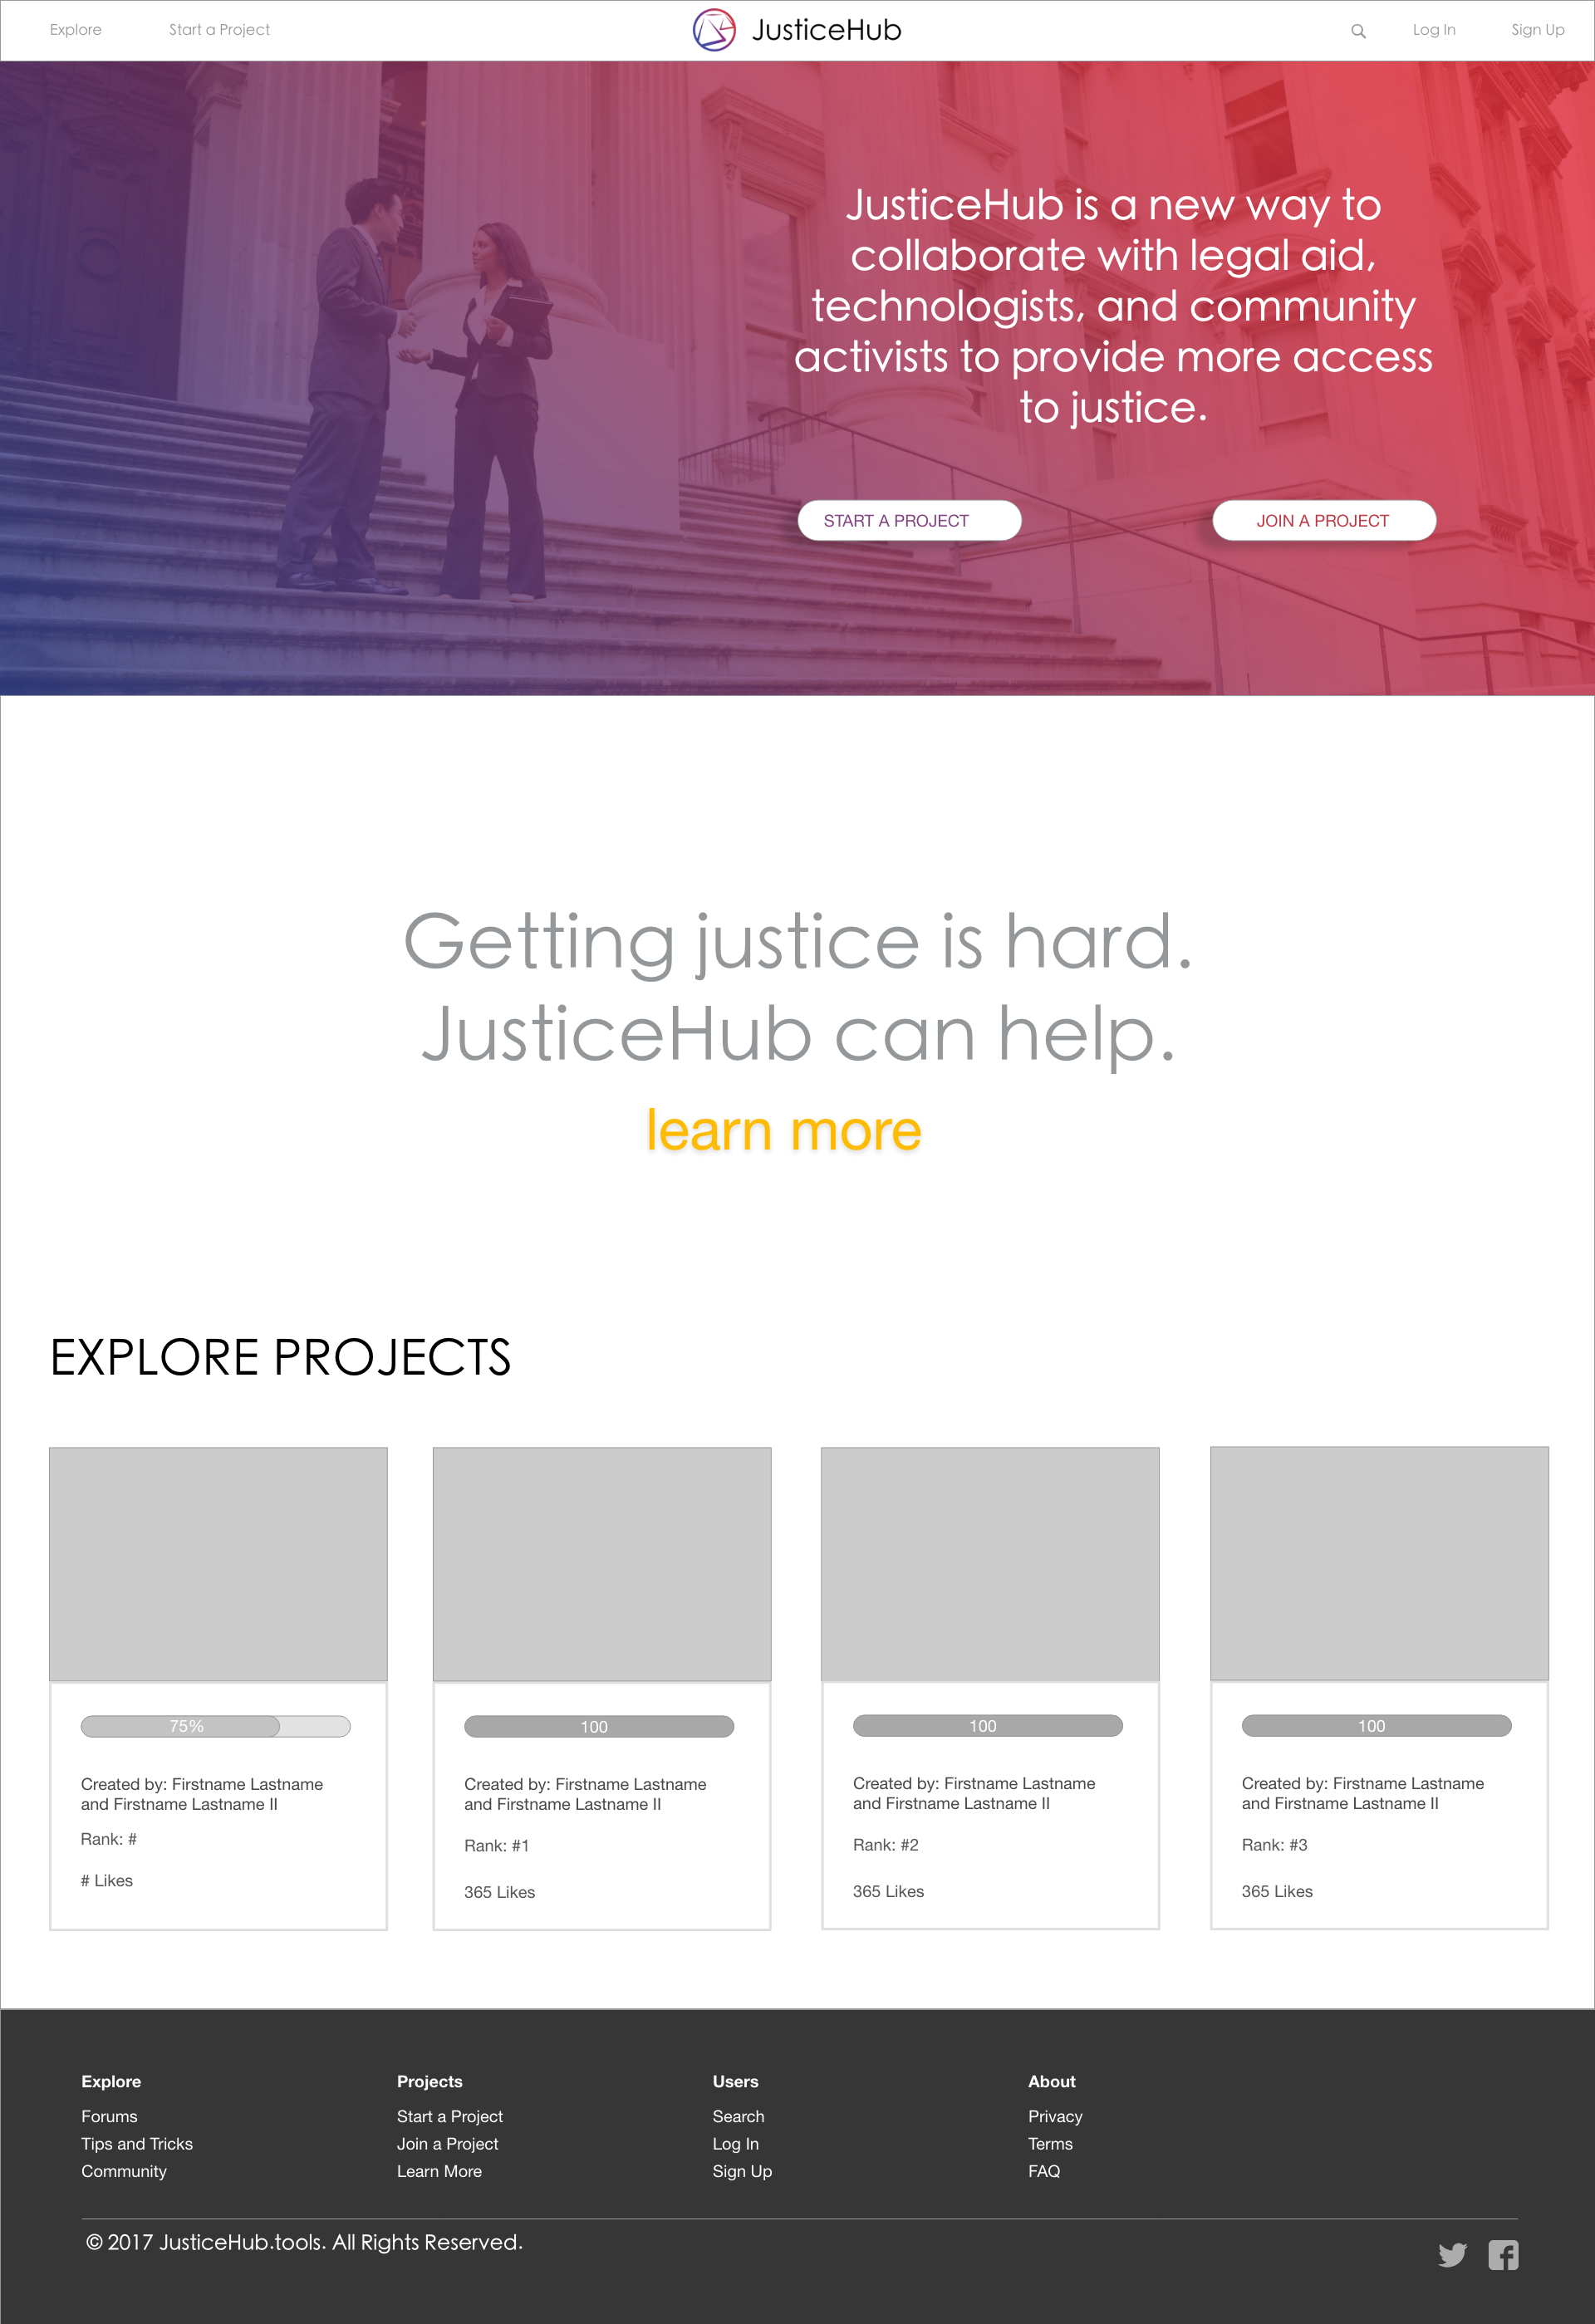 Explore
Start a Project
JusticeHub
Log In
Sign Up
JusticeHub is a new way to
collaborate with legal aid,
technologists, and community
activists to provide more access
to justice.
START A PROJECT
JOIN A PROJECT
Getting justice is hard.
JusticeHub can help.
learn more
EXPLORE PROJECTS
75%
Created by: Firstname Lastname
and Firstname Lastname II
Rank: #
# Likes
100
Created by: Firstname Lastname
and Firstname Lastname II
Rank: #1
365 Likes
100
Created by: Firstname Lastname
and Firstname Lastname II
Rank: #2
365 Likes
100
Created by: Firstname Lastname
and Firstname Lastname II
Rank: #3
365 Likes
Explore
Forums
Tips and Tricks
Community
Projects
Start a Project
Join a Project
Learn More
Users
Search
Log In
Sign Up
About
Privacy
Terms
FAQ
© 2017 JusticeHub.tools. All Rights Reserved.